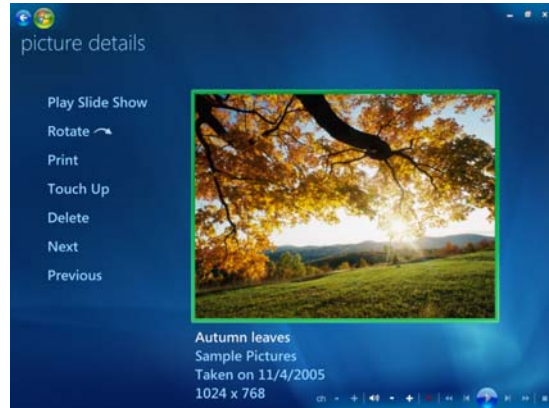 picture details
Play Slide Show
Rotate
Print
Touch Up
Delete
Next
Previous
Autumn leaves
Sample Pictures
Taken on 11/4/2005
1024 x 768
ch - + - +